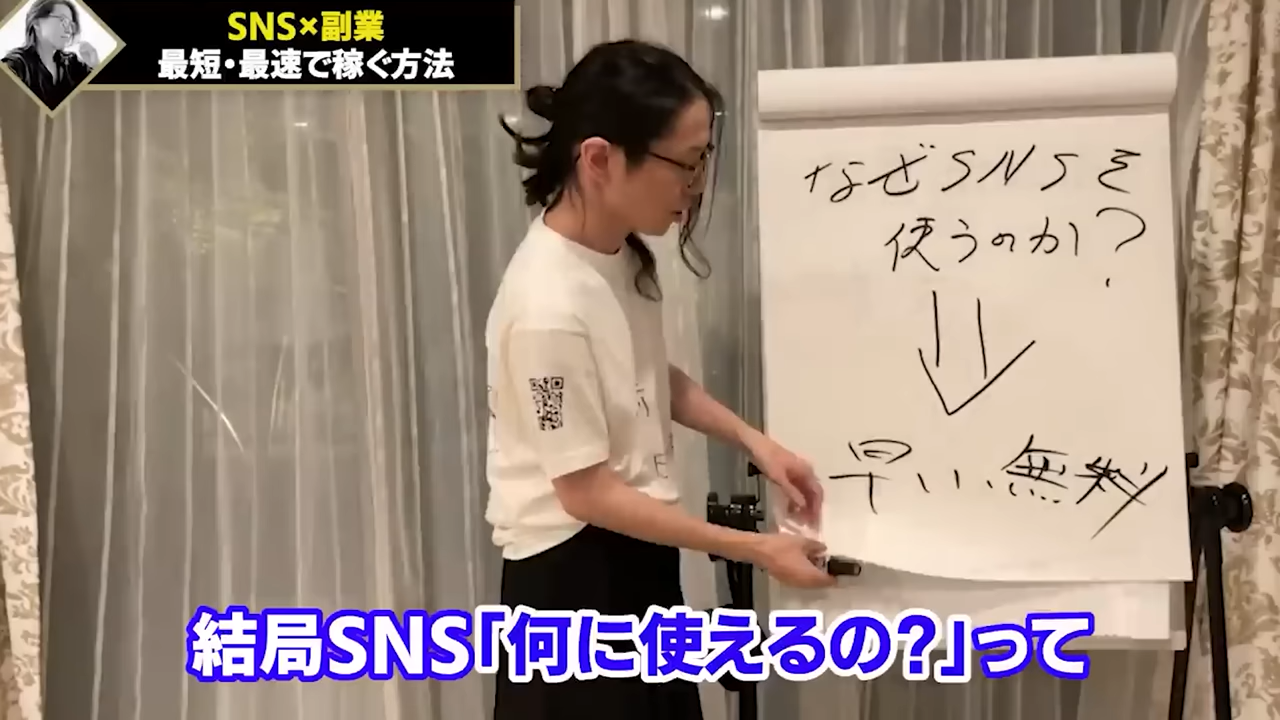 SNS×副業
最短・最速で稼ぐ方法
なぜSNSを
使うのか?
早い、無料
E
結局SNS「何に使えるの?」って